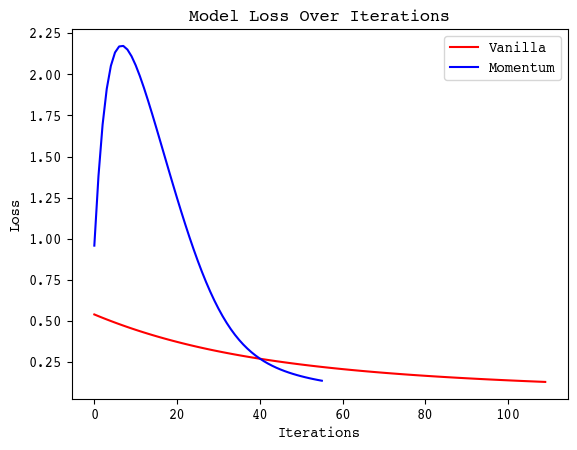 Model Loss Over Iterations
2.25
2.00
1.75
1.50
1.25
1.00
0.75
0.50
0.25
Loss
Vanilla
Momentum
0 20 40 60 80 100
Iterations